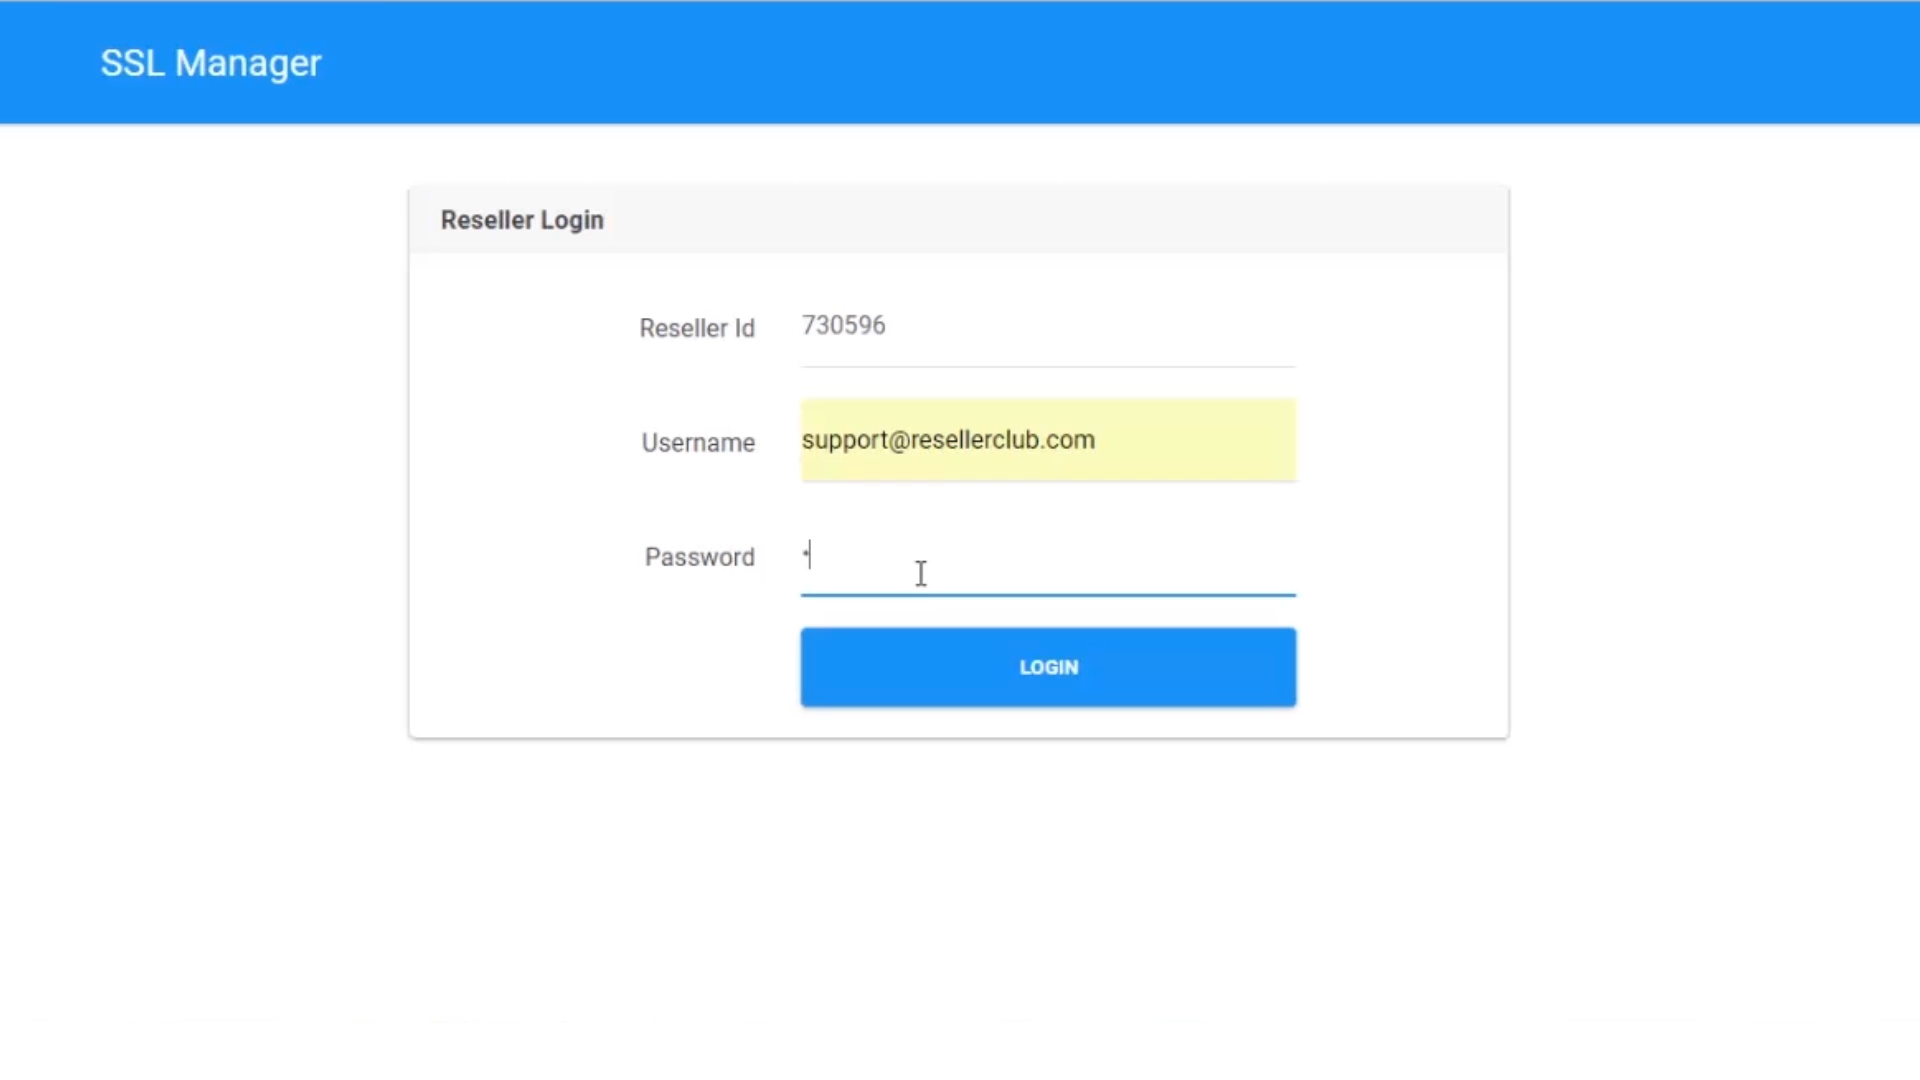 SSL Manager
Reseller Login
Reseller Id 730596
Username support@resellerclub.com
Password •
LOGIN